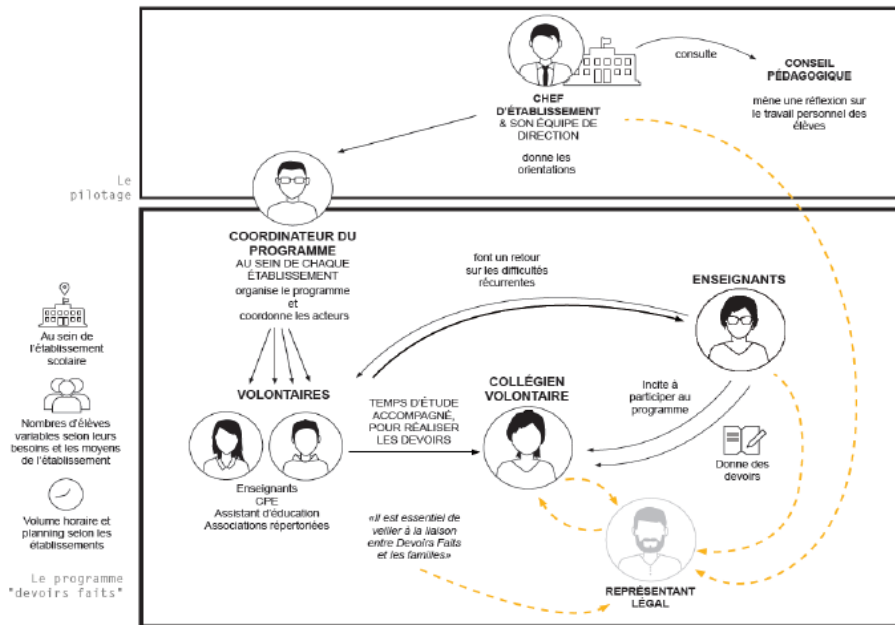 consulte
CONSEIL
PÉDAGOGIQUE
mène une réflexion sur
le travail personnel des
élèves
CHEF
D'ÉTABLISSEMENT
& SON ÉQUIPE DE
DIRECTION
donne les
orientations
Le
pilotage
COORDINATEUR DU
PROGRAMME
AU SEIN DE CHAQUE
ÉTABLISSEMENT
organise le programme
et
coordonne les acteurs
font un retour
sur les difficultés
récurrentes
ENSEIGNANTS
Au sein de
l'établissement
scolaire
VOLONTAIRES
TEMPS D'ÉTUDE
ACCOMPAGNÉ,
POUR RÉALISER
LES DEVOIRS
COLLÉGIEN
VOLONTAIRE
Incite à
participer au
programme
Nombres d'élèves
variables selon leurs
besoins et les moyens
de l'établissement
Donne des
devoirs
Enseignants
CPE
Assistant d'éducation
Associations répertoriées
Volume horaire et
planning selon les
établissements
«Il est essentiel de
veiller à la liaison
entre Devoirs Faits
et les familles»
Le programme
"devoirs faits"
REPRÉSENTANT
LÉGAL